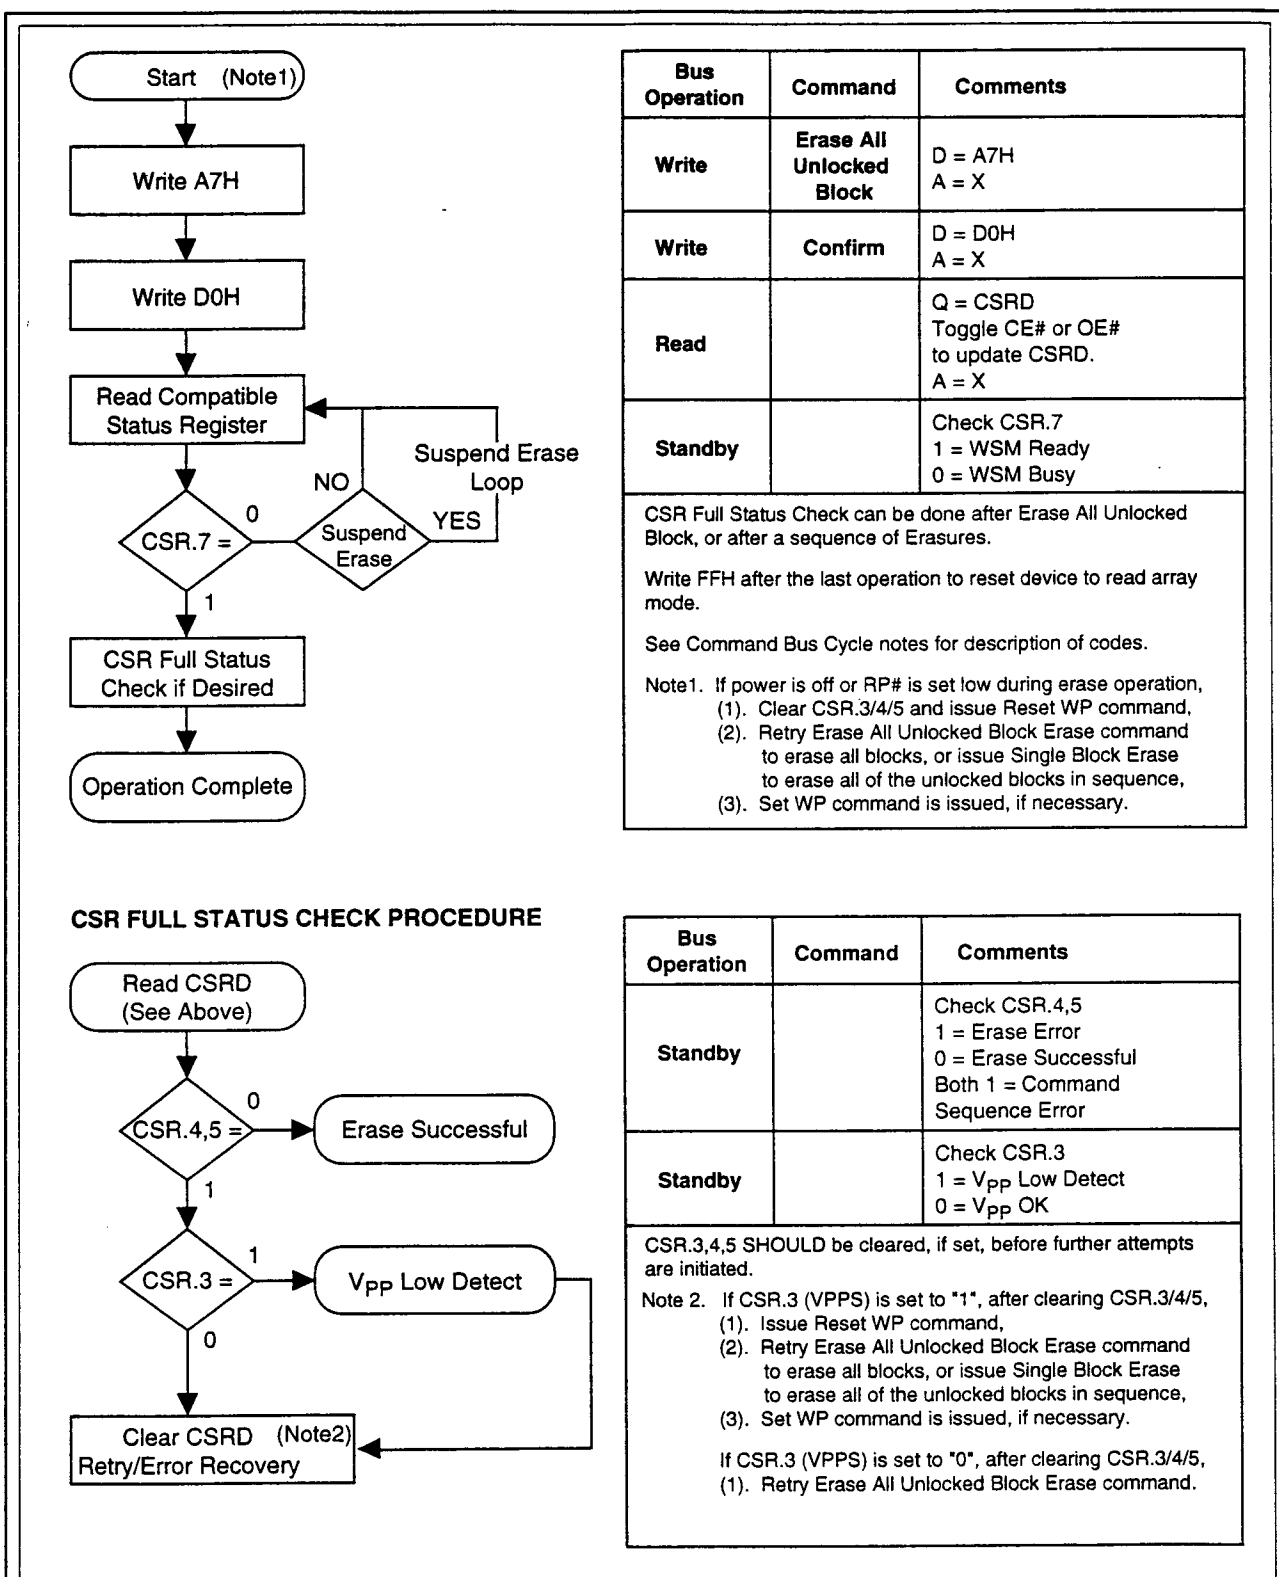 Start (Note1)
Write A7H
Write D0H
Read Compatible
Status Register
Suspend Erase
Loop
NO
YES
0
CSR.7 =
Suspend
Erase
1
CSR Full Status
Check if Desired
Operation Complete
Bus
Operation
Command
Comments
Write
Erase All
Unlocked
Block
D = A7H
A = X
Write
Confirm
D = D0H
A = X
Read
Q = CSRD
Toggle CE# or OE#
to update CSRD.
A = X
Standby
Check CSR.7
1 = WSM Ready
0 = WSM Busy
CSR Full Status Check can be done after Erase All Unlocked
Block, or after a sequence of Erasures.
Write FFH after the last operation to reset device to read array
mode.
See Command Bus Cycle notes for description of codes.
Note1. If power is off or RP# is set low during erase operation,
(1). Clear CSR.3/4/5 and issue Reset WP command,
(2). Retry Erase All Unlocked Block Erase command
to erase all blocks, or issue Single Block Erase
to erase all of the unlocked blocks in sequence,
(3). Set WP command is issued, if necessary.
CSR FULL STATUS CHECK PROCEDURE
Read CSRD
(See Above)
0
CSR.4,5 =
Erase Successful
1
1
CSR.3 =
VPP Low Detect
0
Clear CSRD (Note2)
Retry/Error Recovery
Bus
Operation
Command
Comments
Standby
Check CSR.4,5
1 = Erase Error
0 = Erase Successful
Both 1 = Command
Sequence Error
Standby
Check CSR.3
1 = VPP Low Detect
0 = VPP OK
CSR.3,4,5 SHOULD be cleared, if set, before further attempts
are initiated.
Note 2. If CSR.3 (VPPS) is set to "1", after clearing CSR.3/4/5,
(1). Issue Reset WP command,
(2). Retry Erase All Unlocked Block Erase command
to erase all blocks, or issue Single Block Erase
to erase all of the unlocked blocks in sequence,
(3). Set WP command is issued, if necessary.
If CSR.3 (VPPS) is set to "0", after clearing CSR.3/4/5,
(1). Retry Erase All Unlocked Block Erase command.